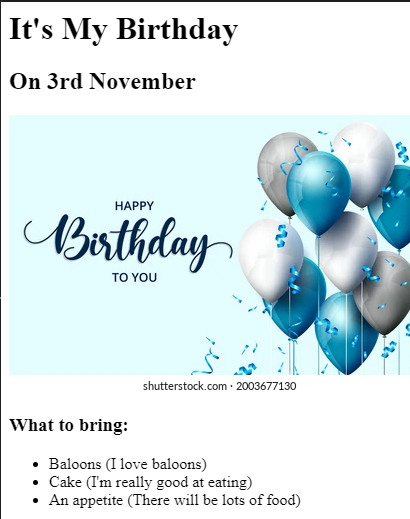 It's My Birthday
On 3rd November
HAPPY
Birthday
TO YOU
shutterstock.com · 2003677130
What to bring:
• Baloons (I love baloons)
• Cake (I'm really good at eating)
• An appetite (There will be lots of food)